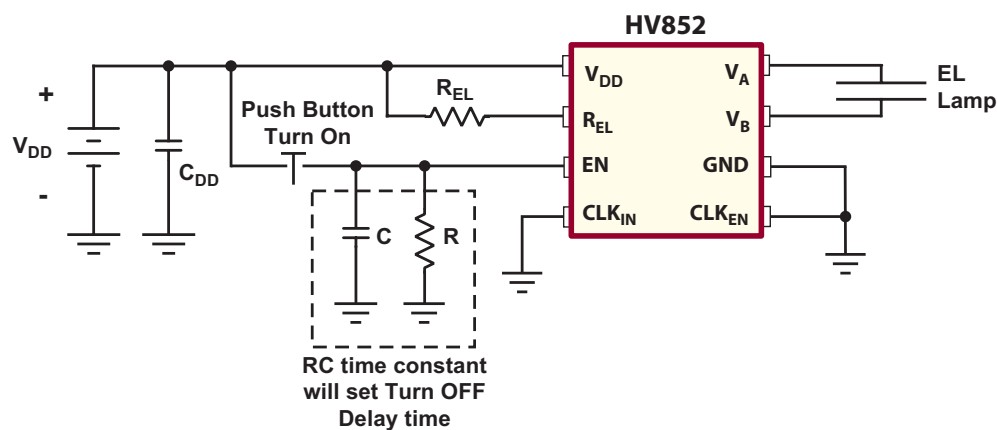 HV852
+
V_DD
-
C_DD
Push Button
Turn On
R_EL
C
R
RC time constant
will set Turn OFF
Delay time
V_DD
R_EL
EN
CLK_IN
V_A
V_B
GND
CLK_EN
EL
Lamp